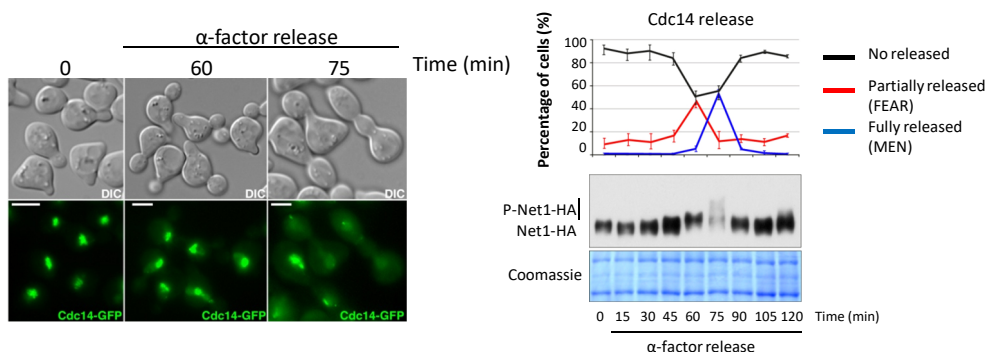 α-factor release
0 60 75 Time (min)
DIC DIC DIC
Cdc14-GFP Cdc14-GFP Cdc14-GFP
Cdc14 release
Percentage of cells (%)
100
80
60
40
20
0
No released
Partially released
(FEAR)
Fully released
(MEN)
P-Net1-HA
Net1-HA
Coomassie
0 15 30 45 60 75 90 105 120 Time (min)
α-factor release